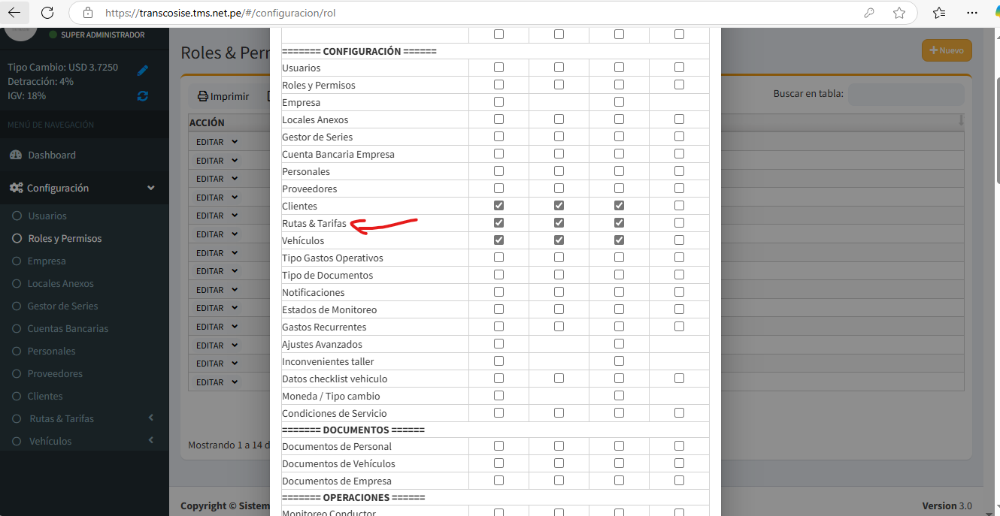 https://transcosise.tms.net.pe/#/configuracion/rol
SUPER ADMINISTRADOR
Tipo Cambio: USD 3.7250
Detracción: 4%
IGV: 18%
MENÚ DE NAVEGACIÓN
Dashboard
Configuración
Usuarios
Roles y Permisos
Empresa
Locales Anexos
Gestor de Series
Cuentas Bancarias
Personales
Proveedores
Clientes
Rutas & Tarifas
Vehículos
Roles & Perr
Nuevo
Imprimir
Buscar en tabla:
ACCIÓN
EDITAR
EDITAR
EDITAR
EDITAR
EDITAR
EDITAR
EDITAR
EDITAR
EDITAR
EDITAR
EDITAR
EDITAR
EDITAR
EDITAR
Mostrando 1 a 14 d
======= CONFIGURACIÓN ======
Usuarios
Roles y Permisos
Empresa
Locales Anexos
Gestor de Series
Cuenta Bancaria Empresa
Personales
Proveedores
Clientes
Rutas & Tarifas
Vehículos
Tipo Gastos Operativos
Tipo de Documentos
Notificaciones
Estados de Monitoreo
Gastos Recurrentes
Ajustes Avanzados
Inconvenientes taller
Datos checklist vehiculo
Moneda / Tipo cambio
Condiciones de Servicio
======= DOCUMENTOS ======
Documentos de Personal
Documentos de Vehículos
Documentos de Empresa
======= OPERACIONES ======
Monitoreo Conductor
Copyright © Sistem
Version 3.0